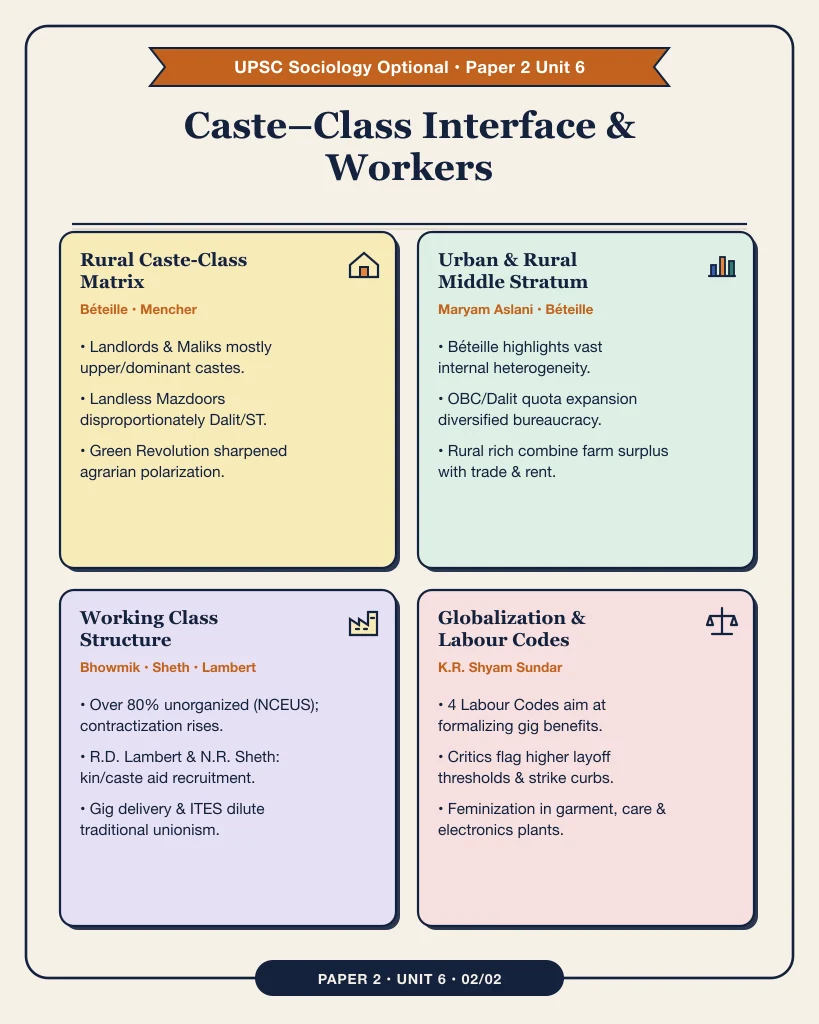 UPSC Sociology Optional • Paper 2 Unit 6
Caste–Class Interface &
Workers
Rural Caste-Class
Matrix
Béteille • Mencher
• Landlords & Maliks mostly
upper/dominant castes.
• Landless Mazdoors
disproportionately Dalit/ST.
• Green Revolution sharpened
agrarian polarization.
Urban & Rural
Middle Stratum
Maryam Aslani • Béteille
• Béteille highlights vast
internal heterogeneity.
• OBC/Dalit quota expansion
diversified bureaucracy.
• Rural rich combine farm surplus
with trade & rent.
Working Class
Structure
Bhowmik • Sheth • Lambert
• Over 80% unorganized (NCEUS);
contractization rises.
• R.D. Lambert & N.R. Sheth:
kin/caste aid recruitment.
• Gig delivery & ITES dilute
traditional unionism.
Globalization &
Labour Codes
K.R. Shyam Sundar
• 4 Labour Codes aim at
formalizing gig benefits.
• Critics flag higher layoff
thresholds & strike curbs.
• Feminization in garment, care &
electronics plants.
PAPER 2 • UNIT 6 • 02/02